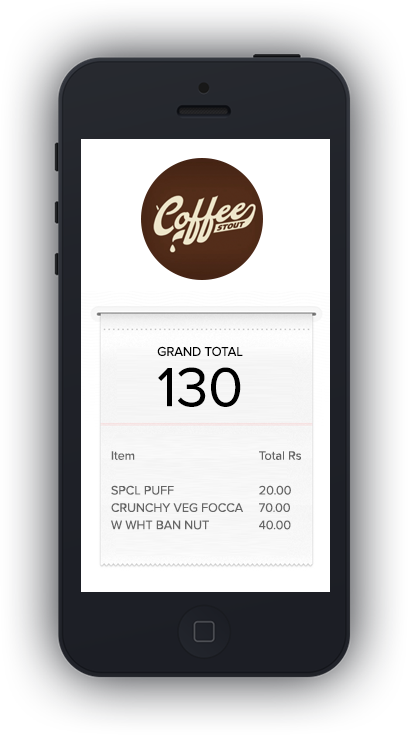 Coffee
STOUT
GRAND TOTAL
130
Item Total Rs
SPCL PUFF 20.00
CRUNCHY VEG FOCCA 70.00
W WHT BAN NUT 40.00